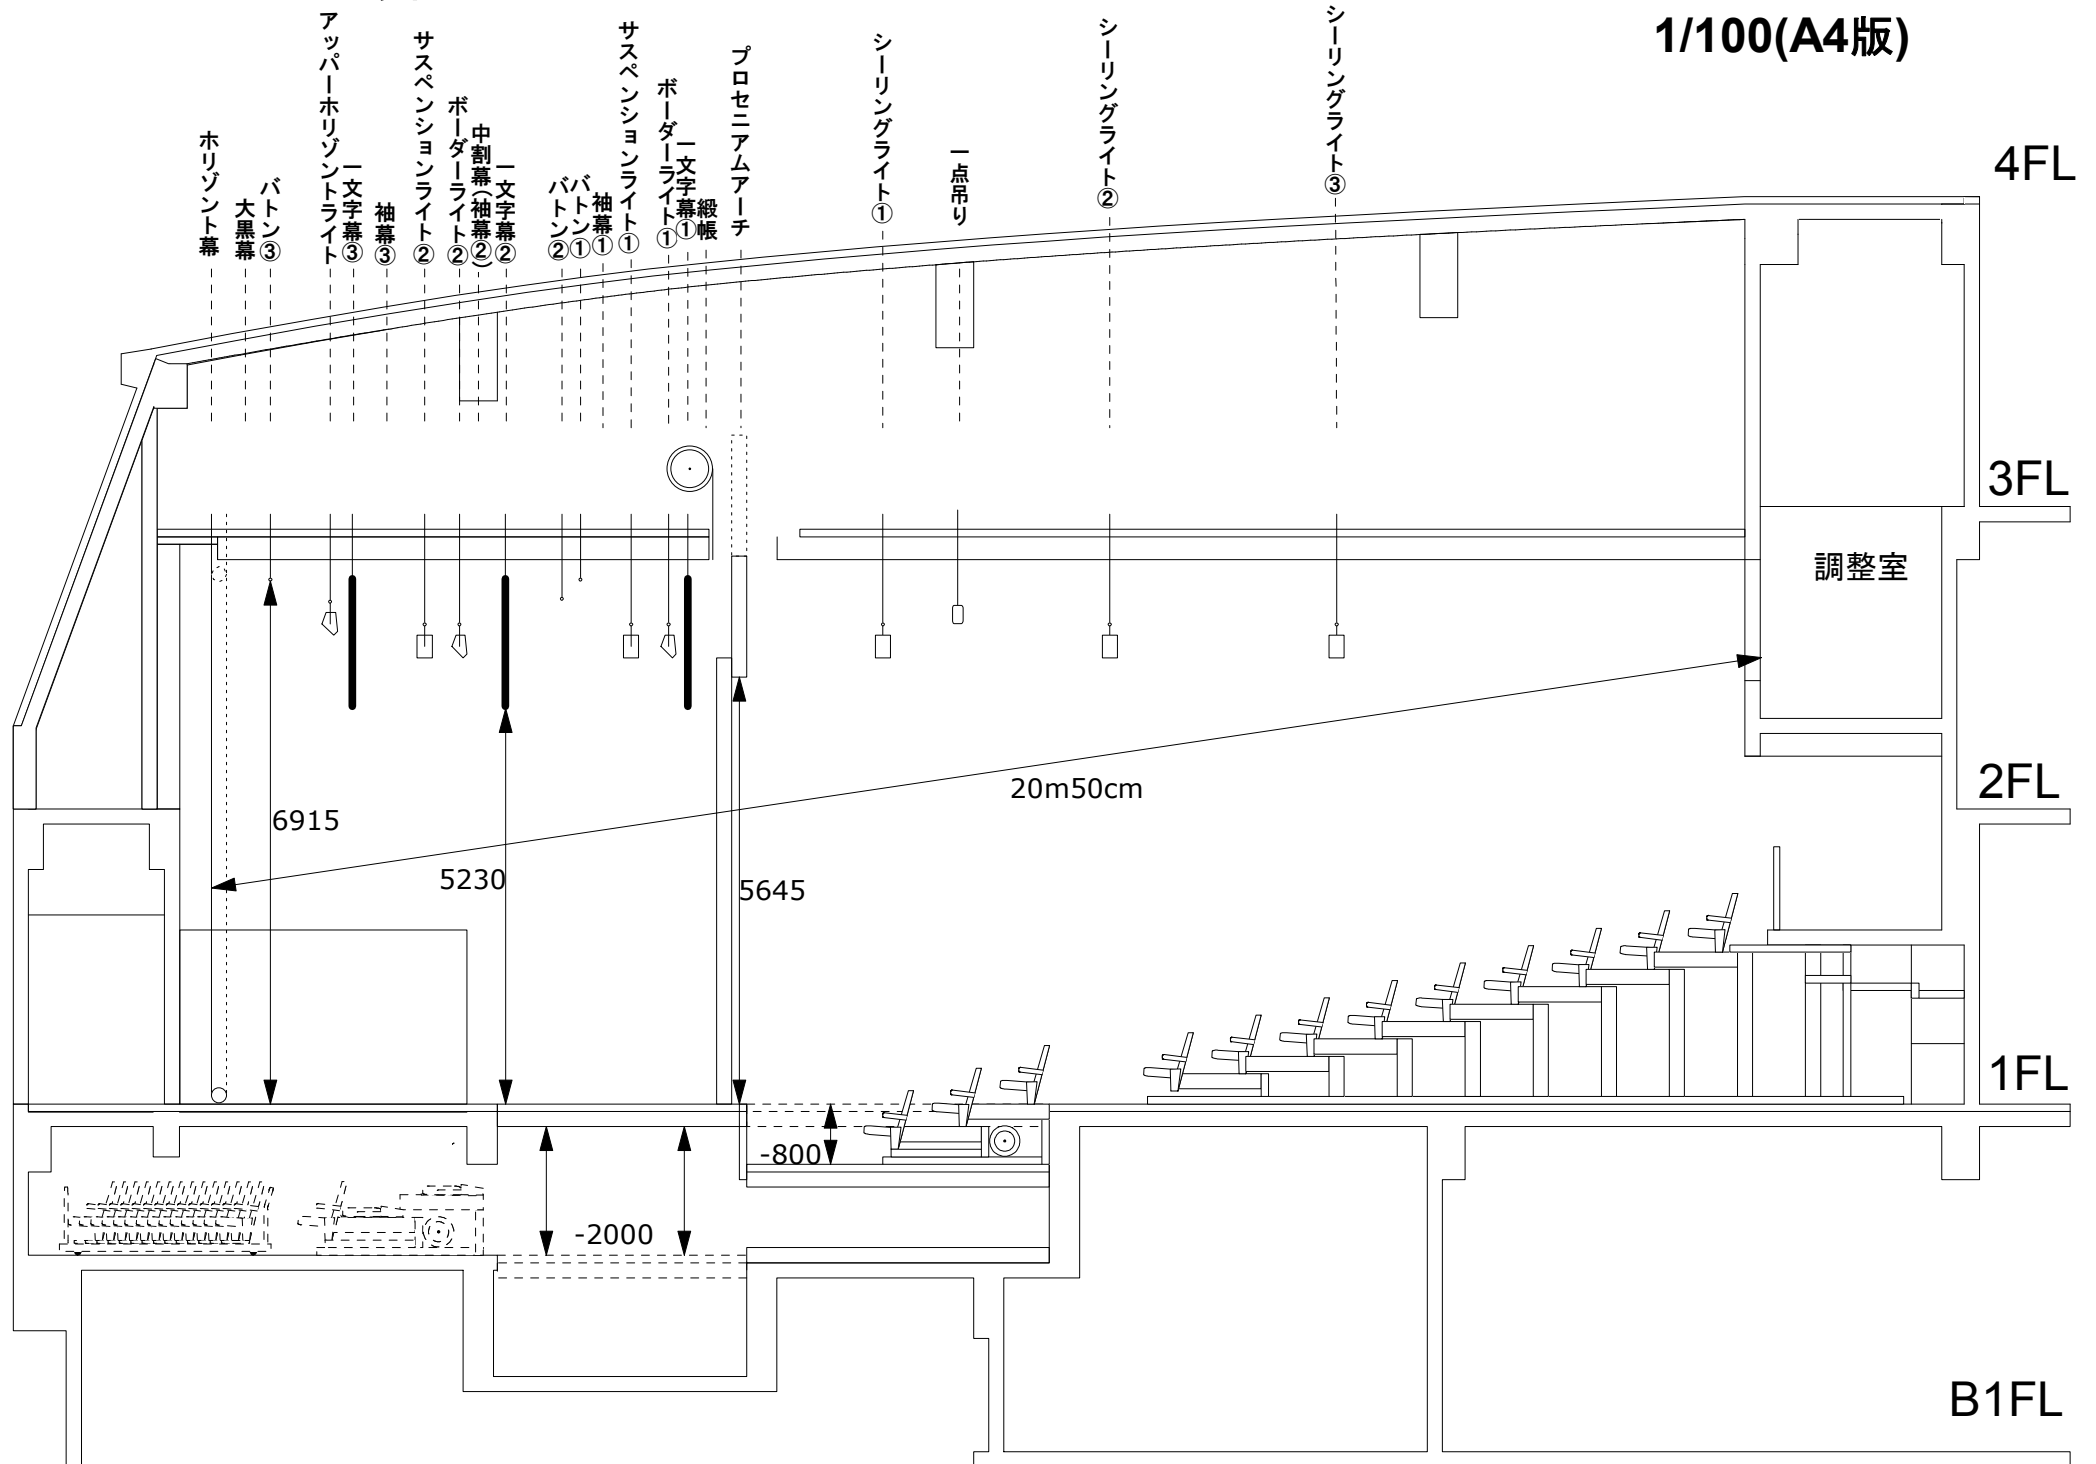 1/100(A4版)
ホリゾント幕
大黒幕
バトン③
アッパーホリゾントライト
一文字幕③
袖幕③
サスペンションライト②
ボーダーライト②
中割幕(袖幕②)
一文字幕②
バトン②
バトン①
袖幕①
サスペンションライト①
ボーダーライト①
一文字幕①
緞帳
プロセニアムアーチ
シーリングライト①
一点吊り
シーリングライト②
シーリングライト③
4FL
3FL
調整室
2FL
20m50cm
6915
5230
5645
1FL
-800
-2000
B1FL